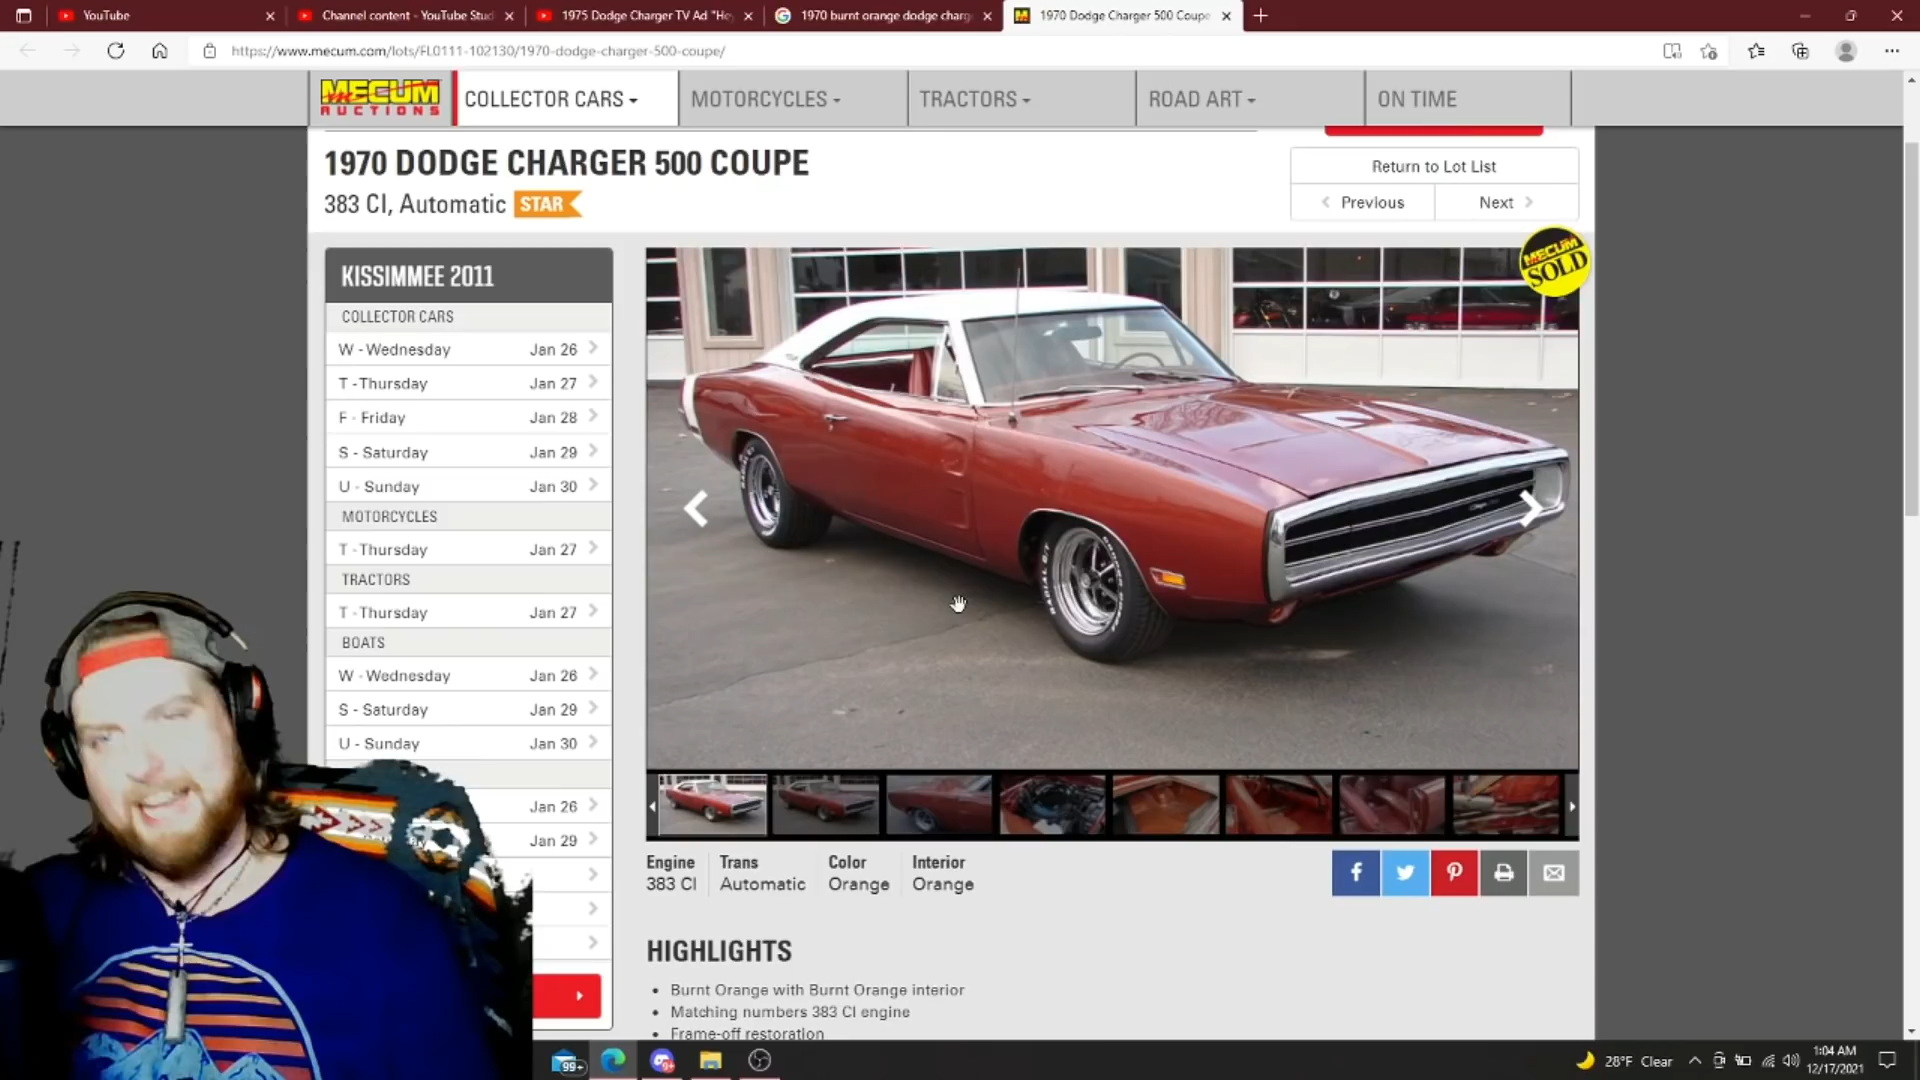 YouTube
Channel content - YouTube Stud
1975 Dodge Charger TV Ad "He
1970 burnt orange dodge charg
1970 Dodge Charger 500 Coupe
https://www.mecum.com/lots/FL0111-102130/1970-dodge-charger-500-coupe/
MECUM
AUCTIONS
COLLECTOR CARS
MOTORCYCLES
TRACTORS
ROAD ART
ON TIME
1970 DODGE CHARGER 500 COUPE
383 CI, Automatic STAR
Return to Lot List
Previous
Next
MECUM
SOLD
KISSIMMEE 2011
COLLECTOR CARS
W - Wednesday Jan 26
T - Thursday Jan 27
F - Friday Jan 28
S - Saturday Jan 29
U - Sunday Jan 30
MOTORCYCLES
T - Thursday Jan 27
TRACTORS
T - Thursday Jan 27
BOATS
W - Wednesday Jan 26
S - Saturday Jan 29
U - Sunday Jan 30
Jan 26
Jan 29
Engine
383 CI
Trans
Automatic
Color
Orange
Interior
Orange
HIGHLIGHTS
• Burnt Orange with Burnt Orange interior
• Matching numbers 383 CI engine
• Frame-off restoration
99+
28°F Clear
1:04 AM
12/17/2021